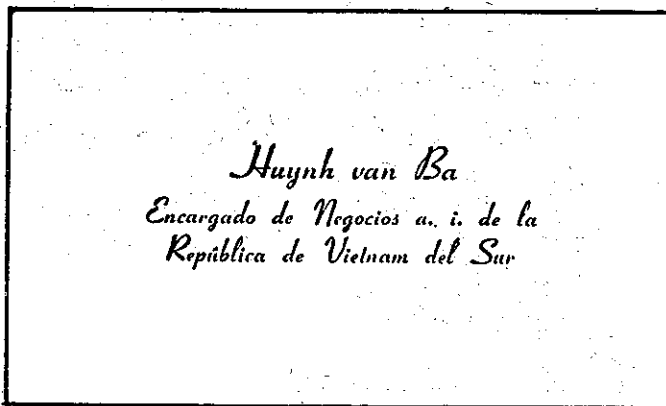 Huynh van Ba
Encargado de Negocios a. i. de la
República de Vietnam del Sur